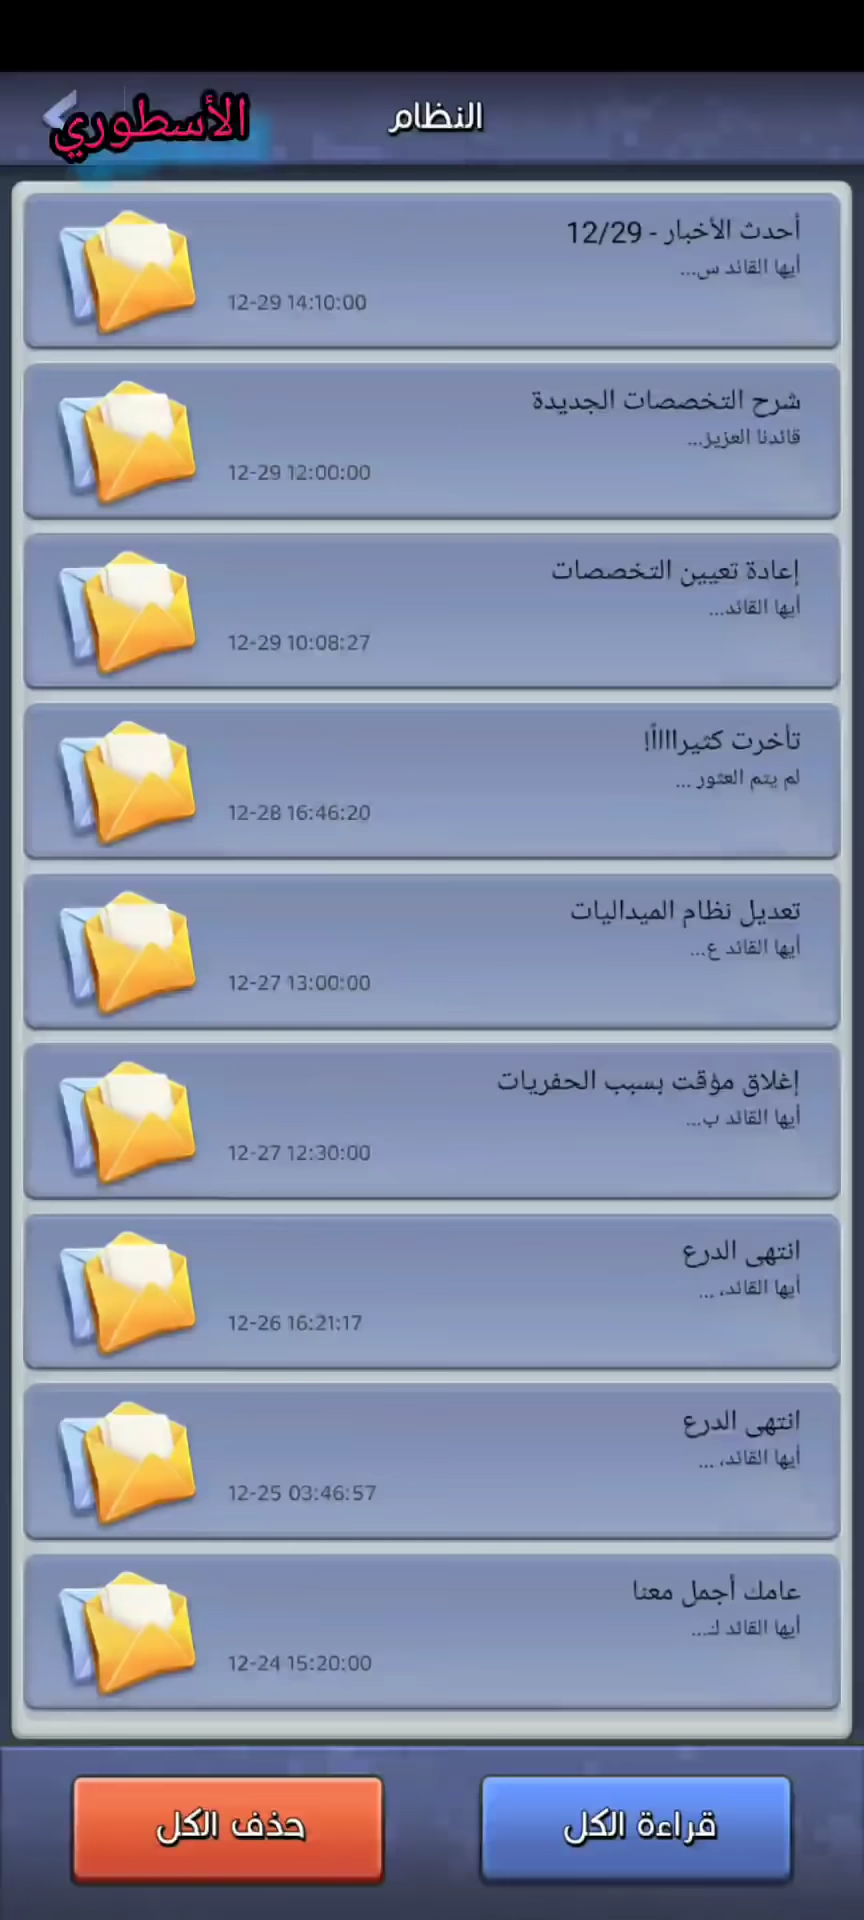 النظام
الأسطوري
أحدث الأخبار - 12/29
أيها القائد س...
12-29 14:10:00
شرح التخصصات الجديدة
قائدنا العزيز...
12-29 12:00:00
إعادة تعيين التخصصات
أيها القائد...
12-29 10:08:27
تأخرت كثيراااااً!
لم يتم العثور ...
12-28 16:46:20
تعديل نظام الميداليات
أيها القائد ع...
12-27 13:00:00
إغلاق مؤقت بسبب الحفريات
أيها القائد ب...
12-27 12:30:00
انتهى الدرع
أيها القائد، ...
12-26 16:21:17
انتهى الدرع
أيها القائد، ...
12-25 03:46:57
عامك أجمل معنا
أيها القائد لـ...
12-24 15:20:00
قراءة الكل
حذف الكل